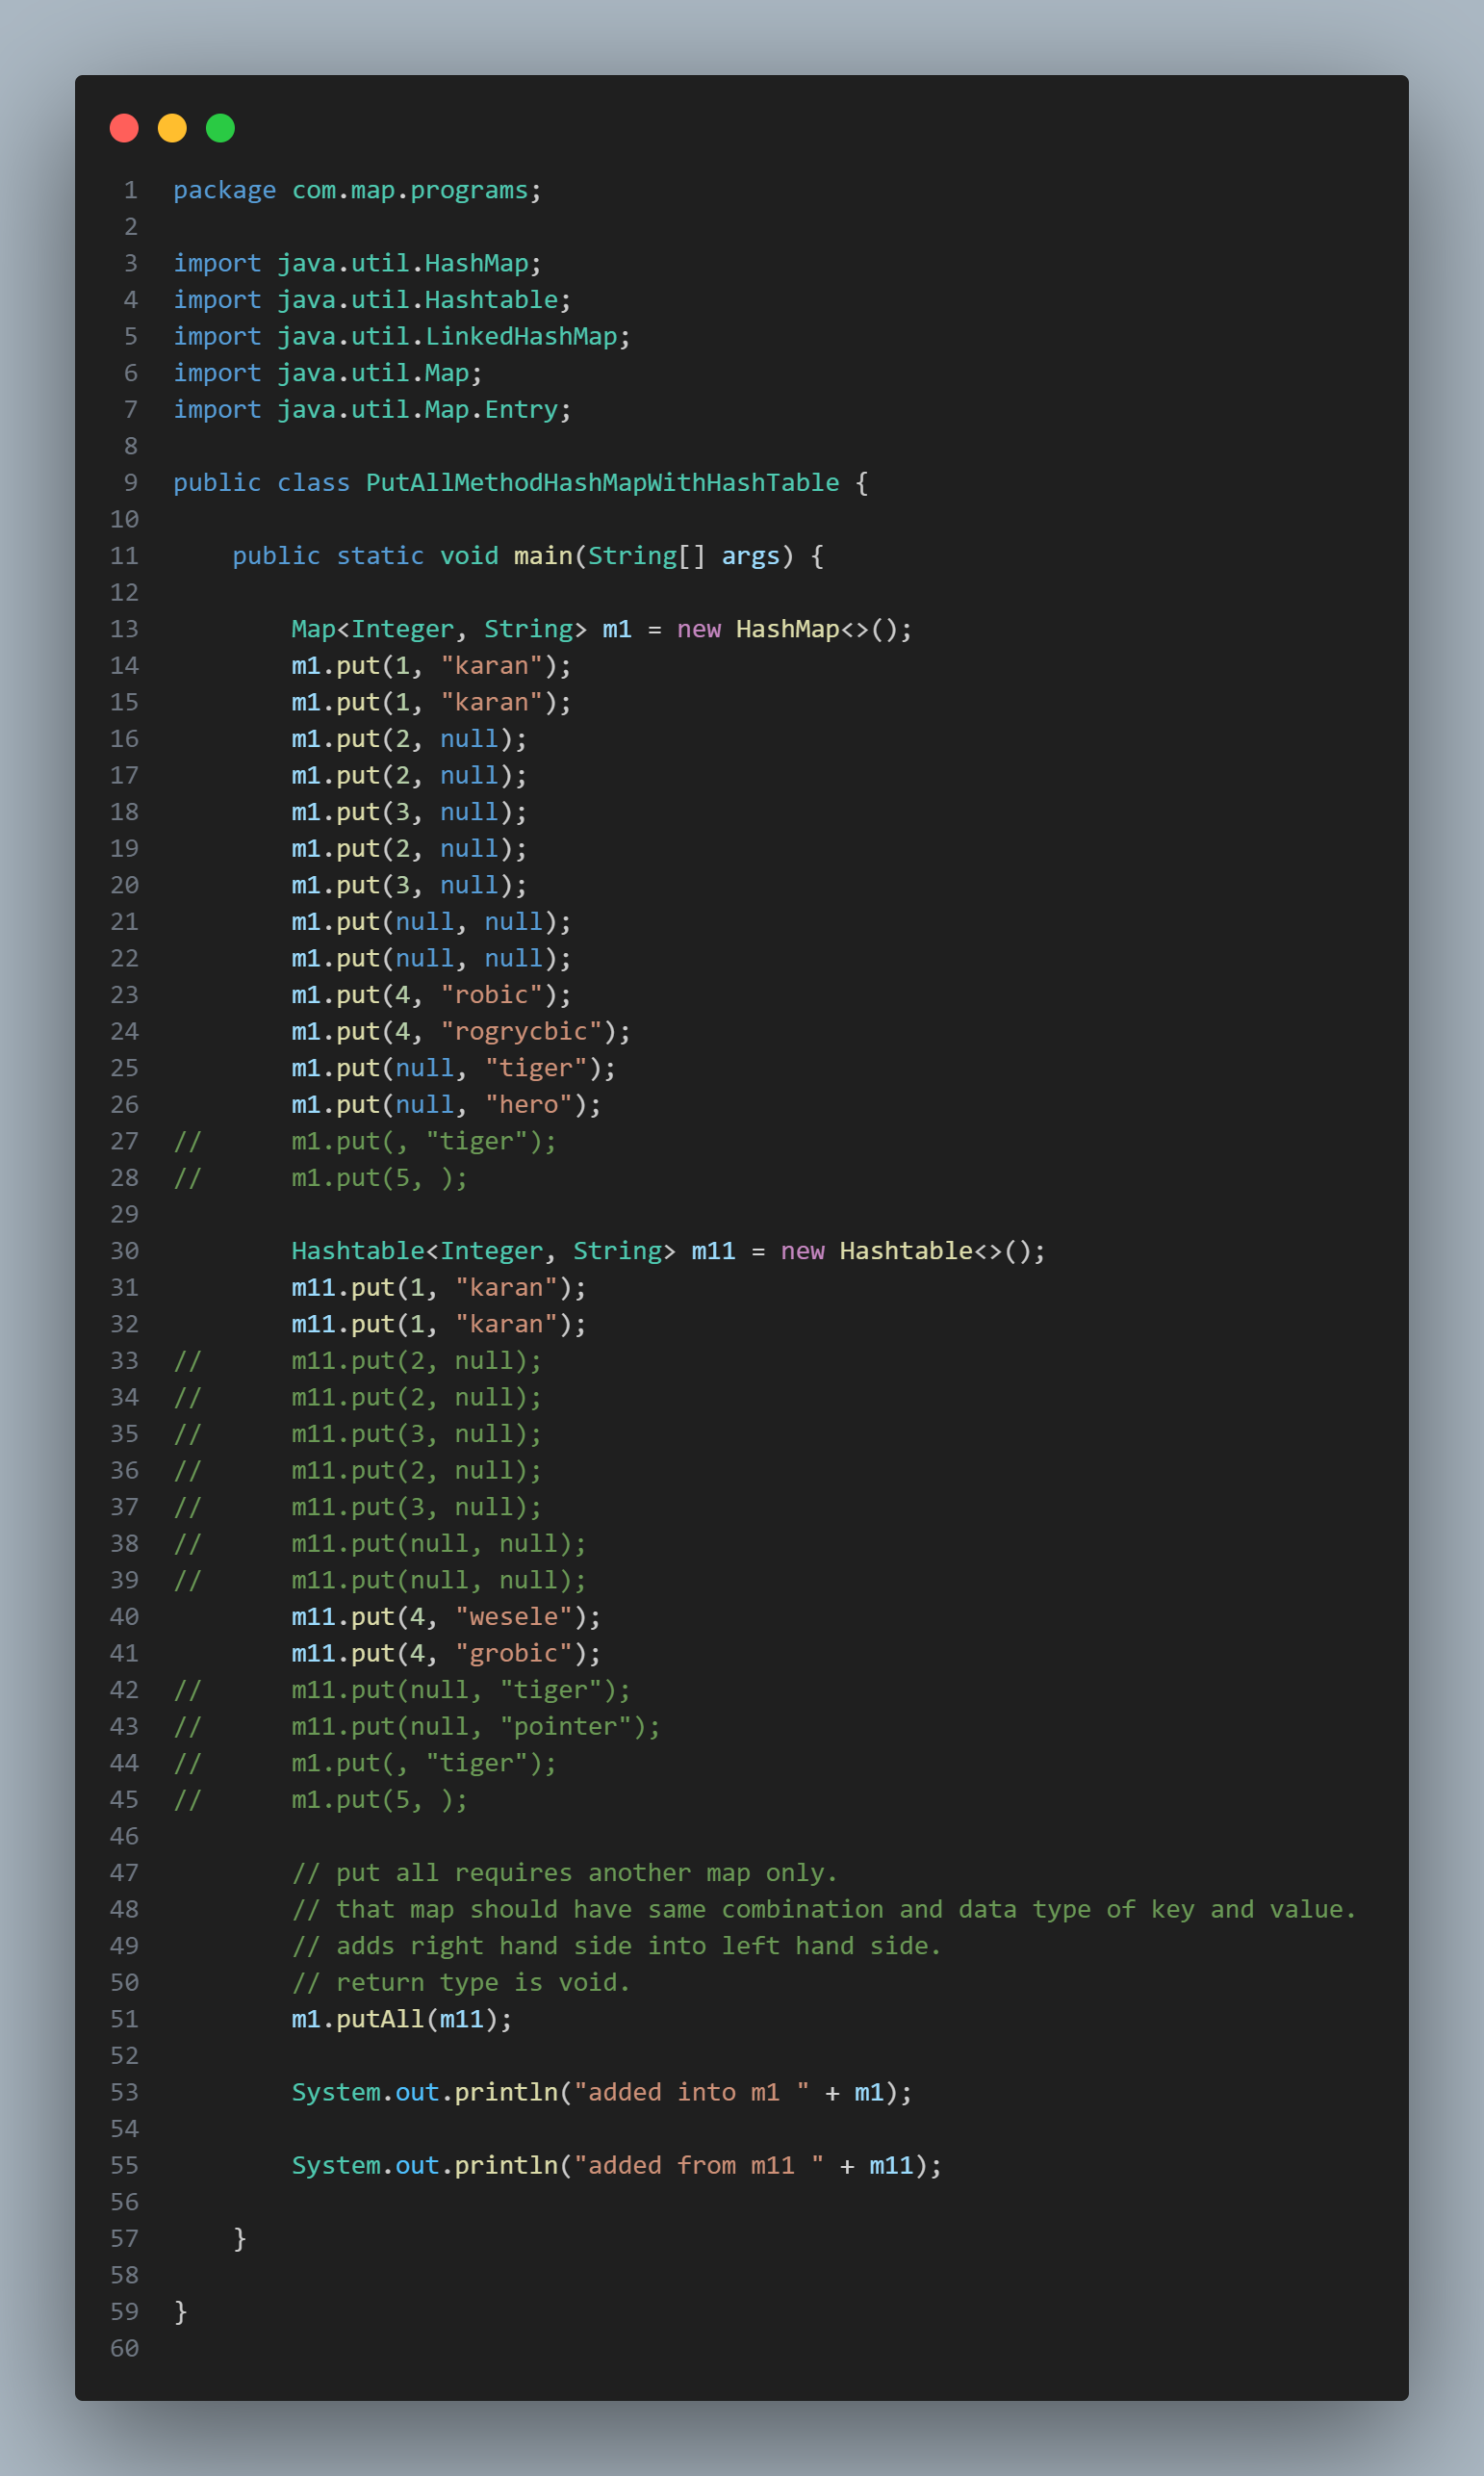 1 package com.map.programs;
2
3 import java.util.HashMap;
4 import java.util.Hashtable;
5 import java.util.LinkedHashMap;
6 import java.util.Map;
7 import java.util.Map.Entry;
8
9 public class PutAllMethodHashMapWithHashTable {
10
11     public static void main(String[] args) {
12
13         Map<Integer, String> m1 = new HashMap<>();
14         m1.put(1, "karan");
15         m1.put(1, "karan");
16         m1.put(2, null);
17         m1.put(2, null);
18         m1.put(3, null);
19         m1.put(2, null);
20         m1.put(3, null);
21         m1.put(null, null);
22         m1.put(null, null);
23         m1.put(4, "robic");
24         m1.put(4, "rogrycbic");
25         m1.put(null, "tiger");
26         m1.put(null, "hero");
27 //      m1.put(, "tiger");
28 //      m1.put(5, );
29
30         Hashtable<Integer, String> m11 = new Hashtable<>();
31         m11.put(1, "karan");
32         m11.put(1, "karan");
33 //      m11.put(2, null);
34 //      m11.put(2, null);
35 //      m11.put(3, null);
36 //      m11.put(2, null);
37 //      m11.put(3, null);
38 //      m11.put(null, null);
39 //      m11.put(null, null);
40         m11.put(4, "wesele");
41         m11.put(4, "grobic");
42 //      m11.put(null, "tiger");
43 //      m11.put(null, "pointer");
44 //      m1.put(, "tiger");
45 //      m1.put(5, );
46
47         // put all requires another map only.
48         // that map should have same combination and data type of key and value.
49         // adds right hand side into left hand side.
50         // return type is void.
51         m1.putAll(m11);
52
53         System.out.println("added into m1 " + m1);
54
55         System.out.println("added from m11 " + m11);
56
57     }
58
59 }
60